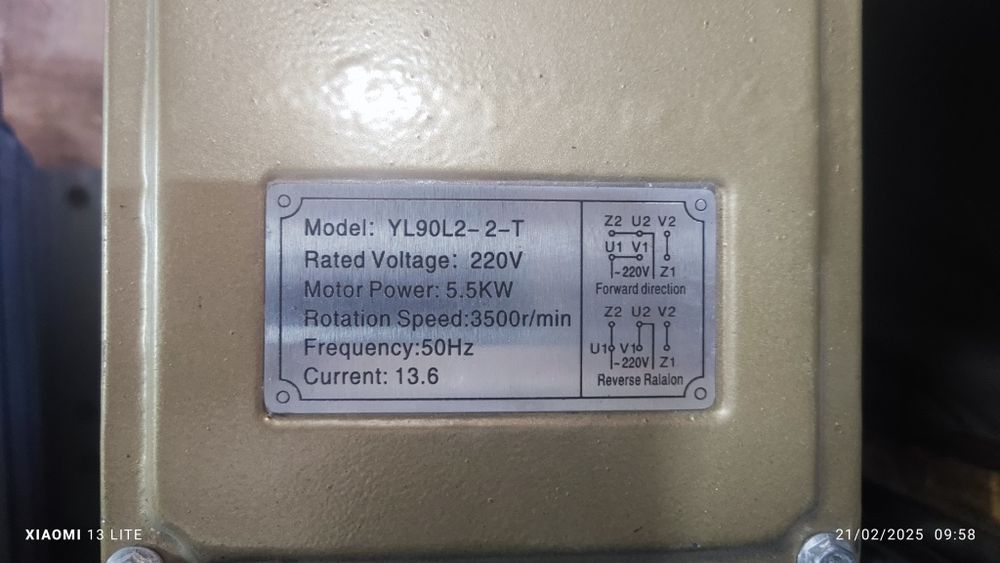 Model: YL90L2-2-T
Rated Voltage: 220V
Motor Power: 5.5KW
Rotation Speed:3500r/min
Frequency:50Hz
Current: 13.6
Z2 U2 V2
U1 V1
~220V Z1
Forward direction
Z2 U2 V2
U1 V1
~220V Z1
Reverse Ralalon
XIAOMI 13 LITE
21/02/2025 09:58